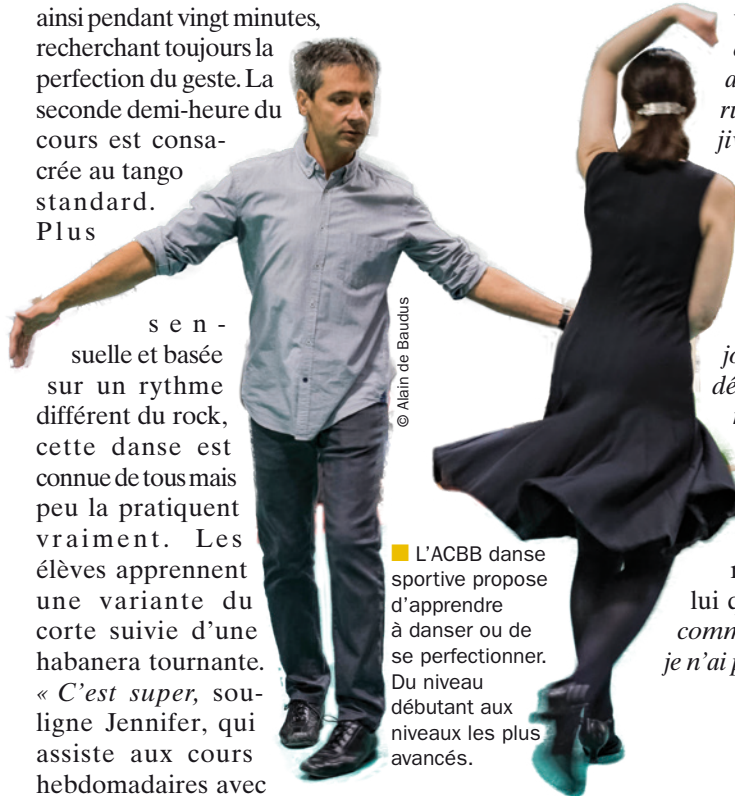 ainsi pendant vingt minutes,
recherchant toujours la
perfection du geste. La
seconde demi-heure du
cours est consa-
crée au tango
standard.
Plus
sen-
suelle et basée
sur un rythme
différent du rock,
cette danse est
connue de tous mais
peu la pratiquent
vraiment. Les
élèves apprennent
une variante du
corte suivie d'une
habanera tournante.
« C'est super, sou-
ligne Jennifer, qui
assiste aux cours
hebdomadaires avec
© Alain de Baudus
■ L'ACBB danse
sportive propose
d'apprendre
à danser ou de
se perfectionner.
Du niveau
débutant aux
niveaux les plus
avancés.
lui
je n'ai